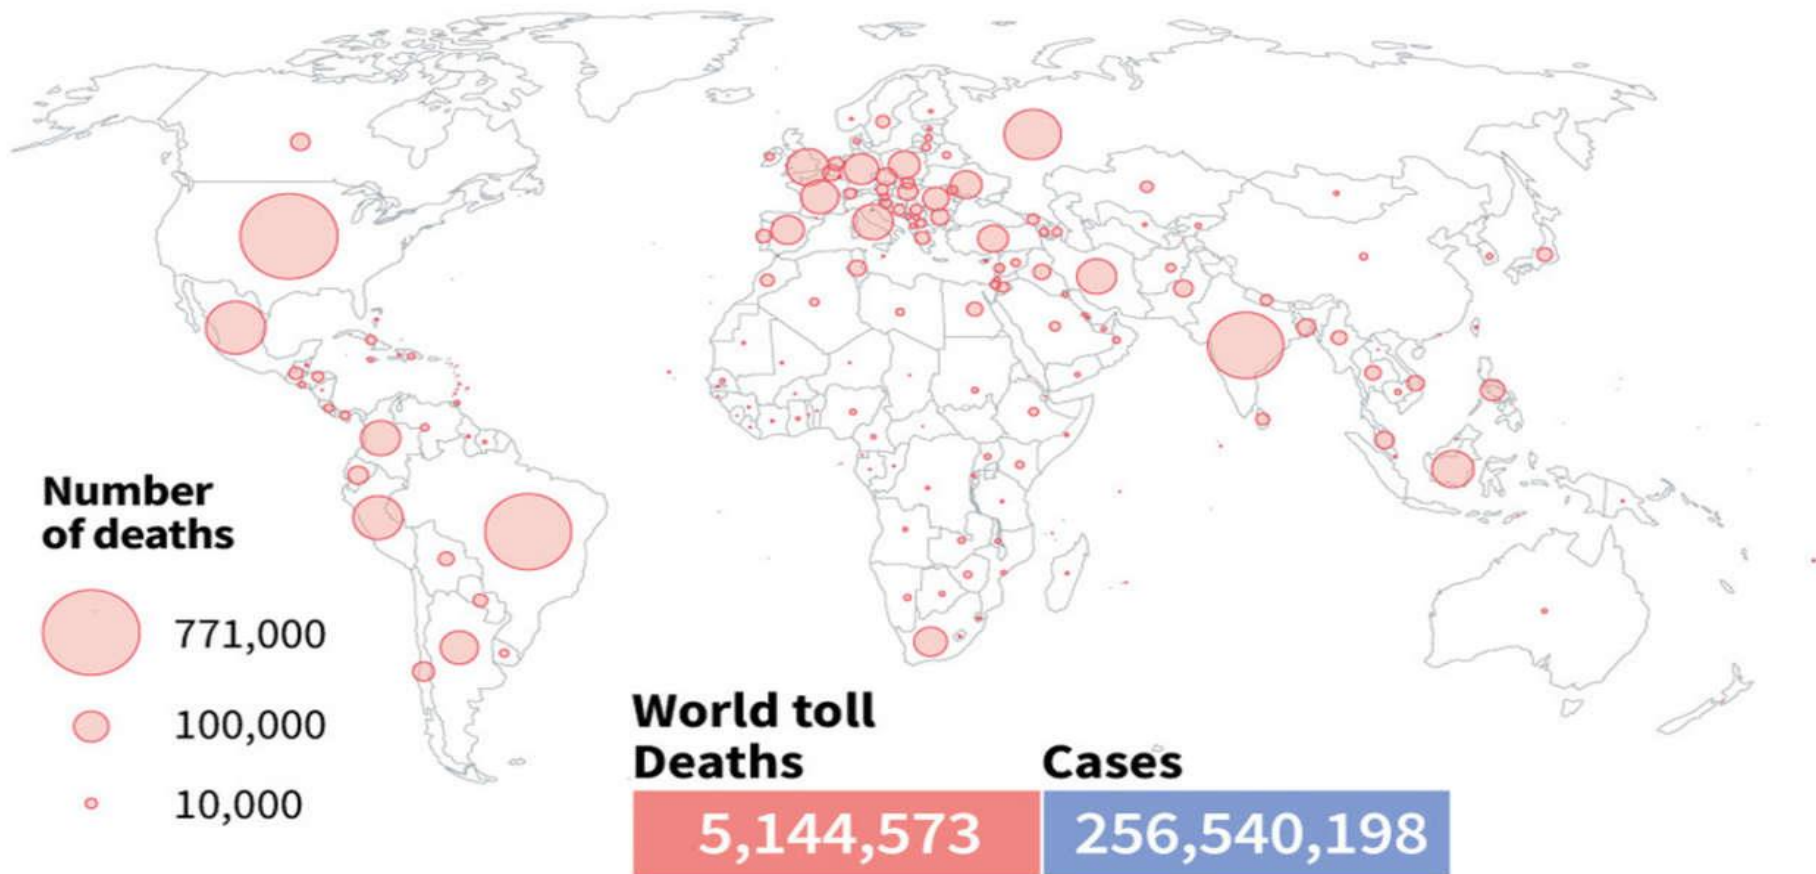 Number
of deaths
771,000
100,000
10,000
World toll
Deaths
Cases
5,144,573
256,540,198